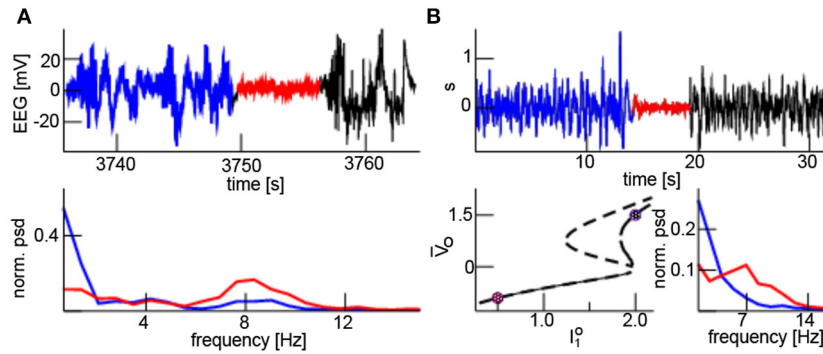 A
B
EEG [mV]
20
0
-20
3740
3750
3760
time [s]
s
1
0
10
20
30
time [s]
norm. psd
0.4
4
8
12
frequency [Hz]
V̅o
1.5
0
1.0
2.0
I₁ᵒ
norm. psd
0.2
0.1
7
14
frequency [Hz]